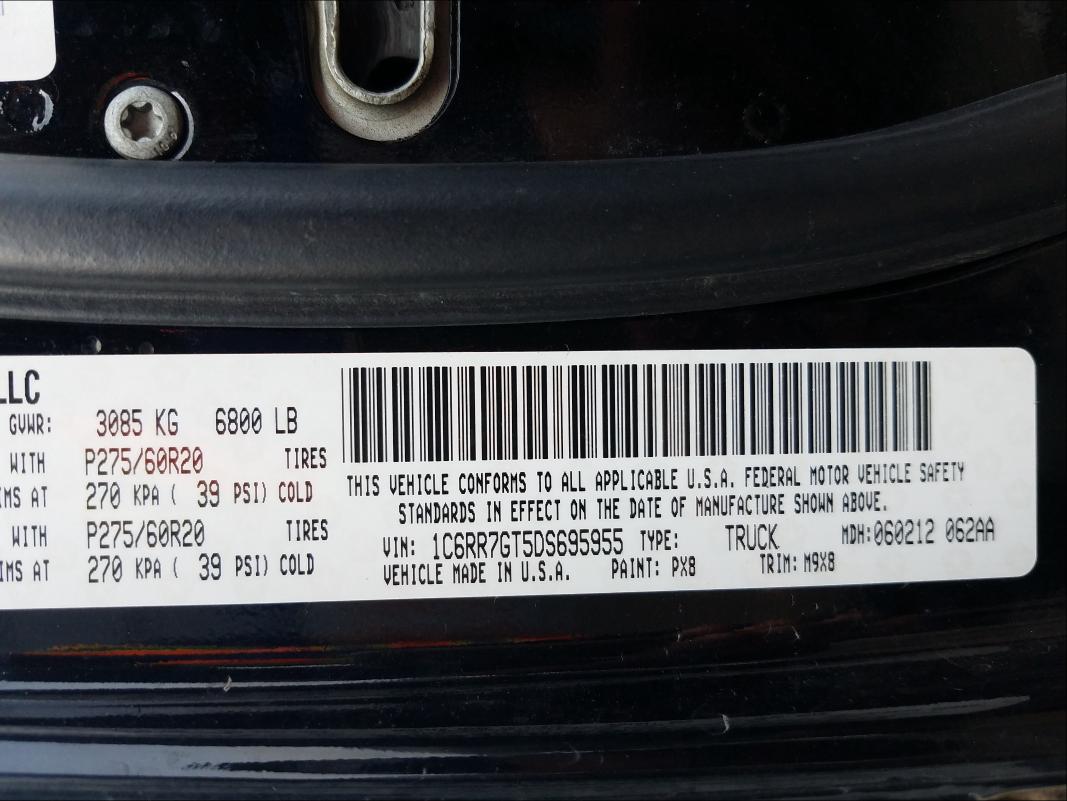 LLC
GVWR: 3085 KG 6800 LB
WITH P275/60R20 TIRES
IMS AT 270 KPA ( 39 PSI) COLD
WITH P275/60R20 TIRES
IMS AT 270 KPA ( 39 PSI) COLD
THIS VEHICLE CONFORMS TO ALL APPLICABLE U.S.A. FEDERAL MOTOR VEHICLE SAFETY
STANDARDS IN EFFECT ON THE DATE OF MANUFACTURE SHOWN ABOVE.
VIN: 1C6RR7GT5DS695955 TYPE: TRUCK MDH:060212 062AA
VEHICLE MADE IN U.S.A. PAINT: PX8 TRIM: M9X8